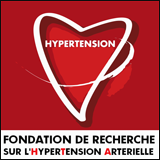 HYPERTENSION
FONDATION DE RECHERCHE
SUR L'HYPERTENSION ARTERIELLE